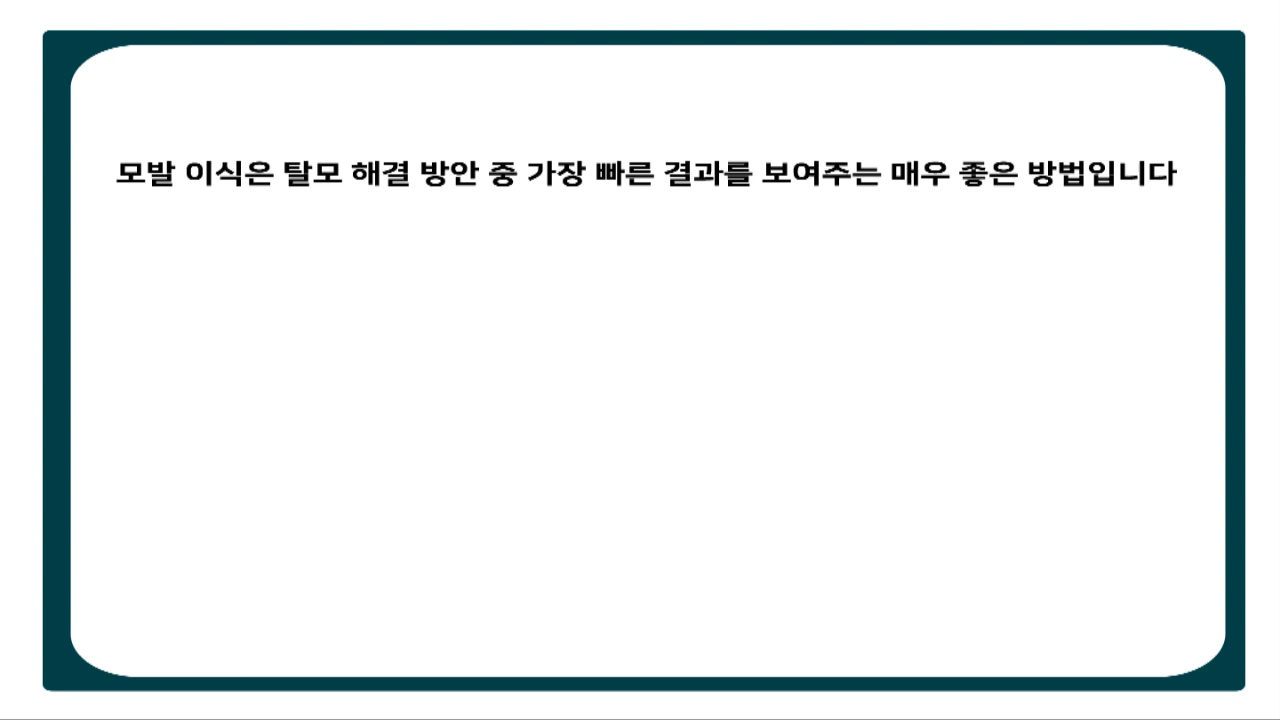 모발 이식은 탈모 해결 방안 중 가장 빠른 결과를 보여주는 매우 좋은 방법입니다